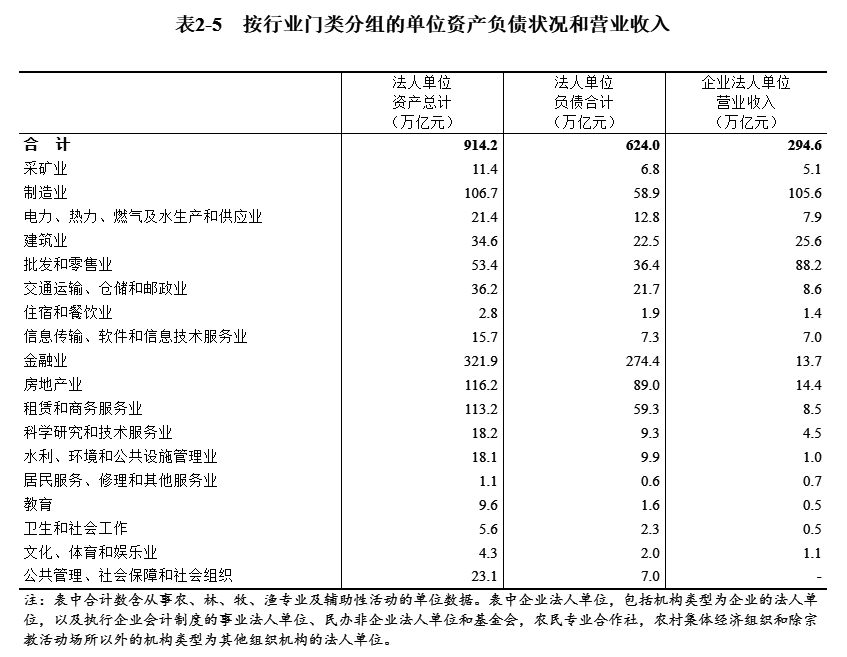 表2-5 按行业门类分组的单位资产负债状况和营业收入
法人单位 法人单位 企业法人单位
资产总计 负债合计 营业收入
（万亿元） （万亿元） （万亿元）
合 计 914.2 624.0 294.6
采矿业 11.4 6.8 5.1
制造业 106.7 58.9 105.6
电力、热力、燃气及水生产和供应业 21.4 12.8 7.9
建筑业 34.6 22.5 25.6
批发和零售业 53.4 36.4 88.2
交通运输、仓储和邮政业 36.2 21.7 8.6
住宿和餐饮业 2.8 1.9 1.4
信息传输、软件和信息技术服务业 15.7 7.3 7.0
金融业 321.9 274.4 13.7
房地产业 116.2 89.0 14.4
租赁和商务服务业 113.2 59.3 8.5
科学研究和技术服务业 18.2 9.3 4.5
水利、环境和公共设施管理业 18.1 9.9 1.0
居民服务、修理和其他服务业 1.1 0.6 0.7
教育 9.6 1.6 0.5
卫生和社会工作 5.6 2.3 0.5
文化、体育和娱乐业 4.3 2.0 1.1
公共管理、社会保障和社会组织 23.1 7.0 -
注：表中合计数含从事农、林、牧、渔专业及辅助性活动的单位数据。表中企业法人单位，包括机构类型为企业的法人单
位，以及执行企业会计制度的事业法人单位、民办非企业法人单位和基金会，农民专业合作社，农村集体经济组织和除宗
教活动场所以外的机构类型为其他组织机构的法人单位。